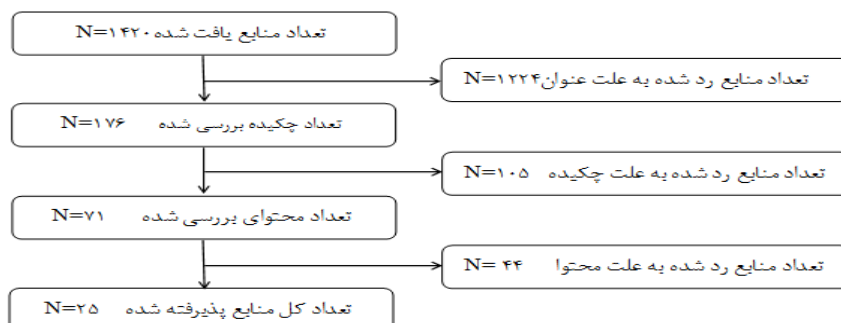 تعداد منابع یافت شده N=۱۴۲۰
تعداد منابع رد شده به علت عنوان N=۱۲۲۴
تعداد چکیده بررسی شده N=۱۷۶
تعداد منابع رد شده به علت چکیده N=۱۰۵
تعداد محتوای بررسی شده N=۷۱
تعداد منابع رد شده به علت محتوا N= ۴۴
تعداد کل منابع پذیرفته شده N=۲۵